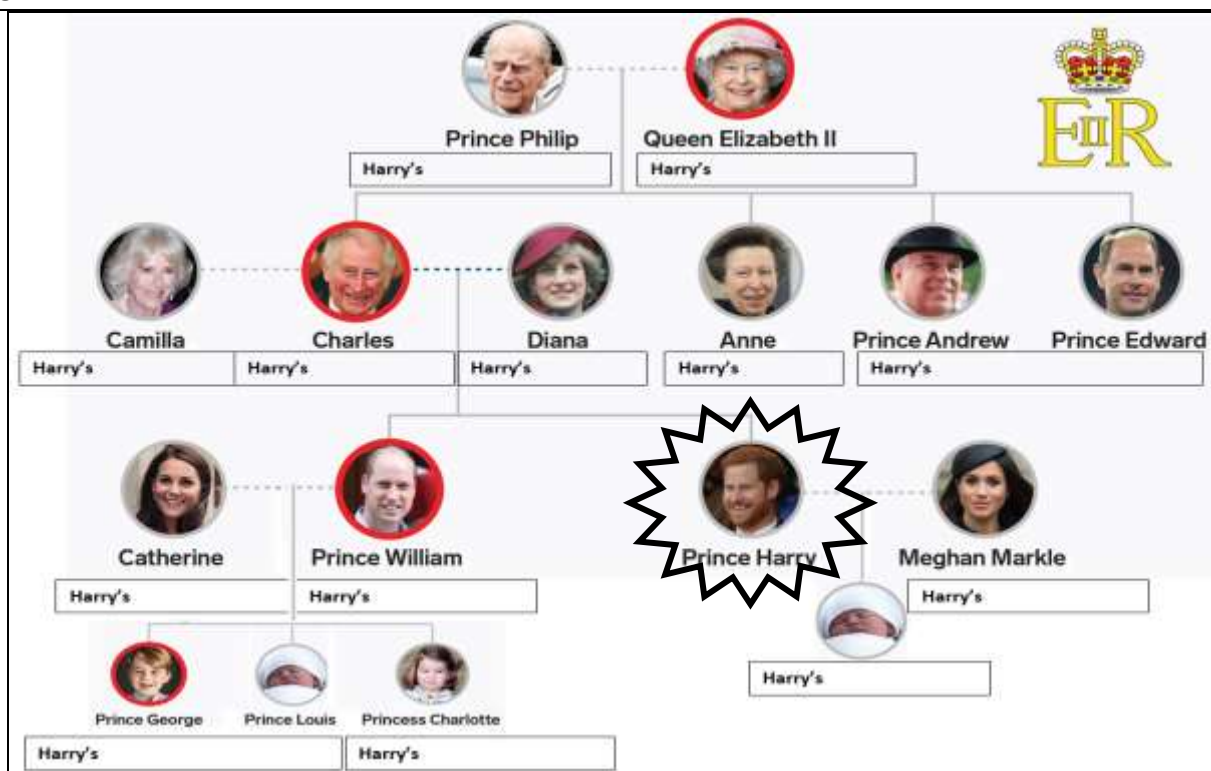 EIIR
Prince Philip Queen Elizabeth II
Harry's Harry's
Camilla Charles Diana Anne Prince Andrew Prince Edward
Harry's Harry's Harry's Harry's Harry's
Catherine Prince William Prince Harry Meghan Markle
Harry's Harry's Harry's
Prince George Prince Louis Princess Charlotte
Harry's
Harry's Harry's